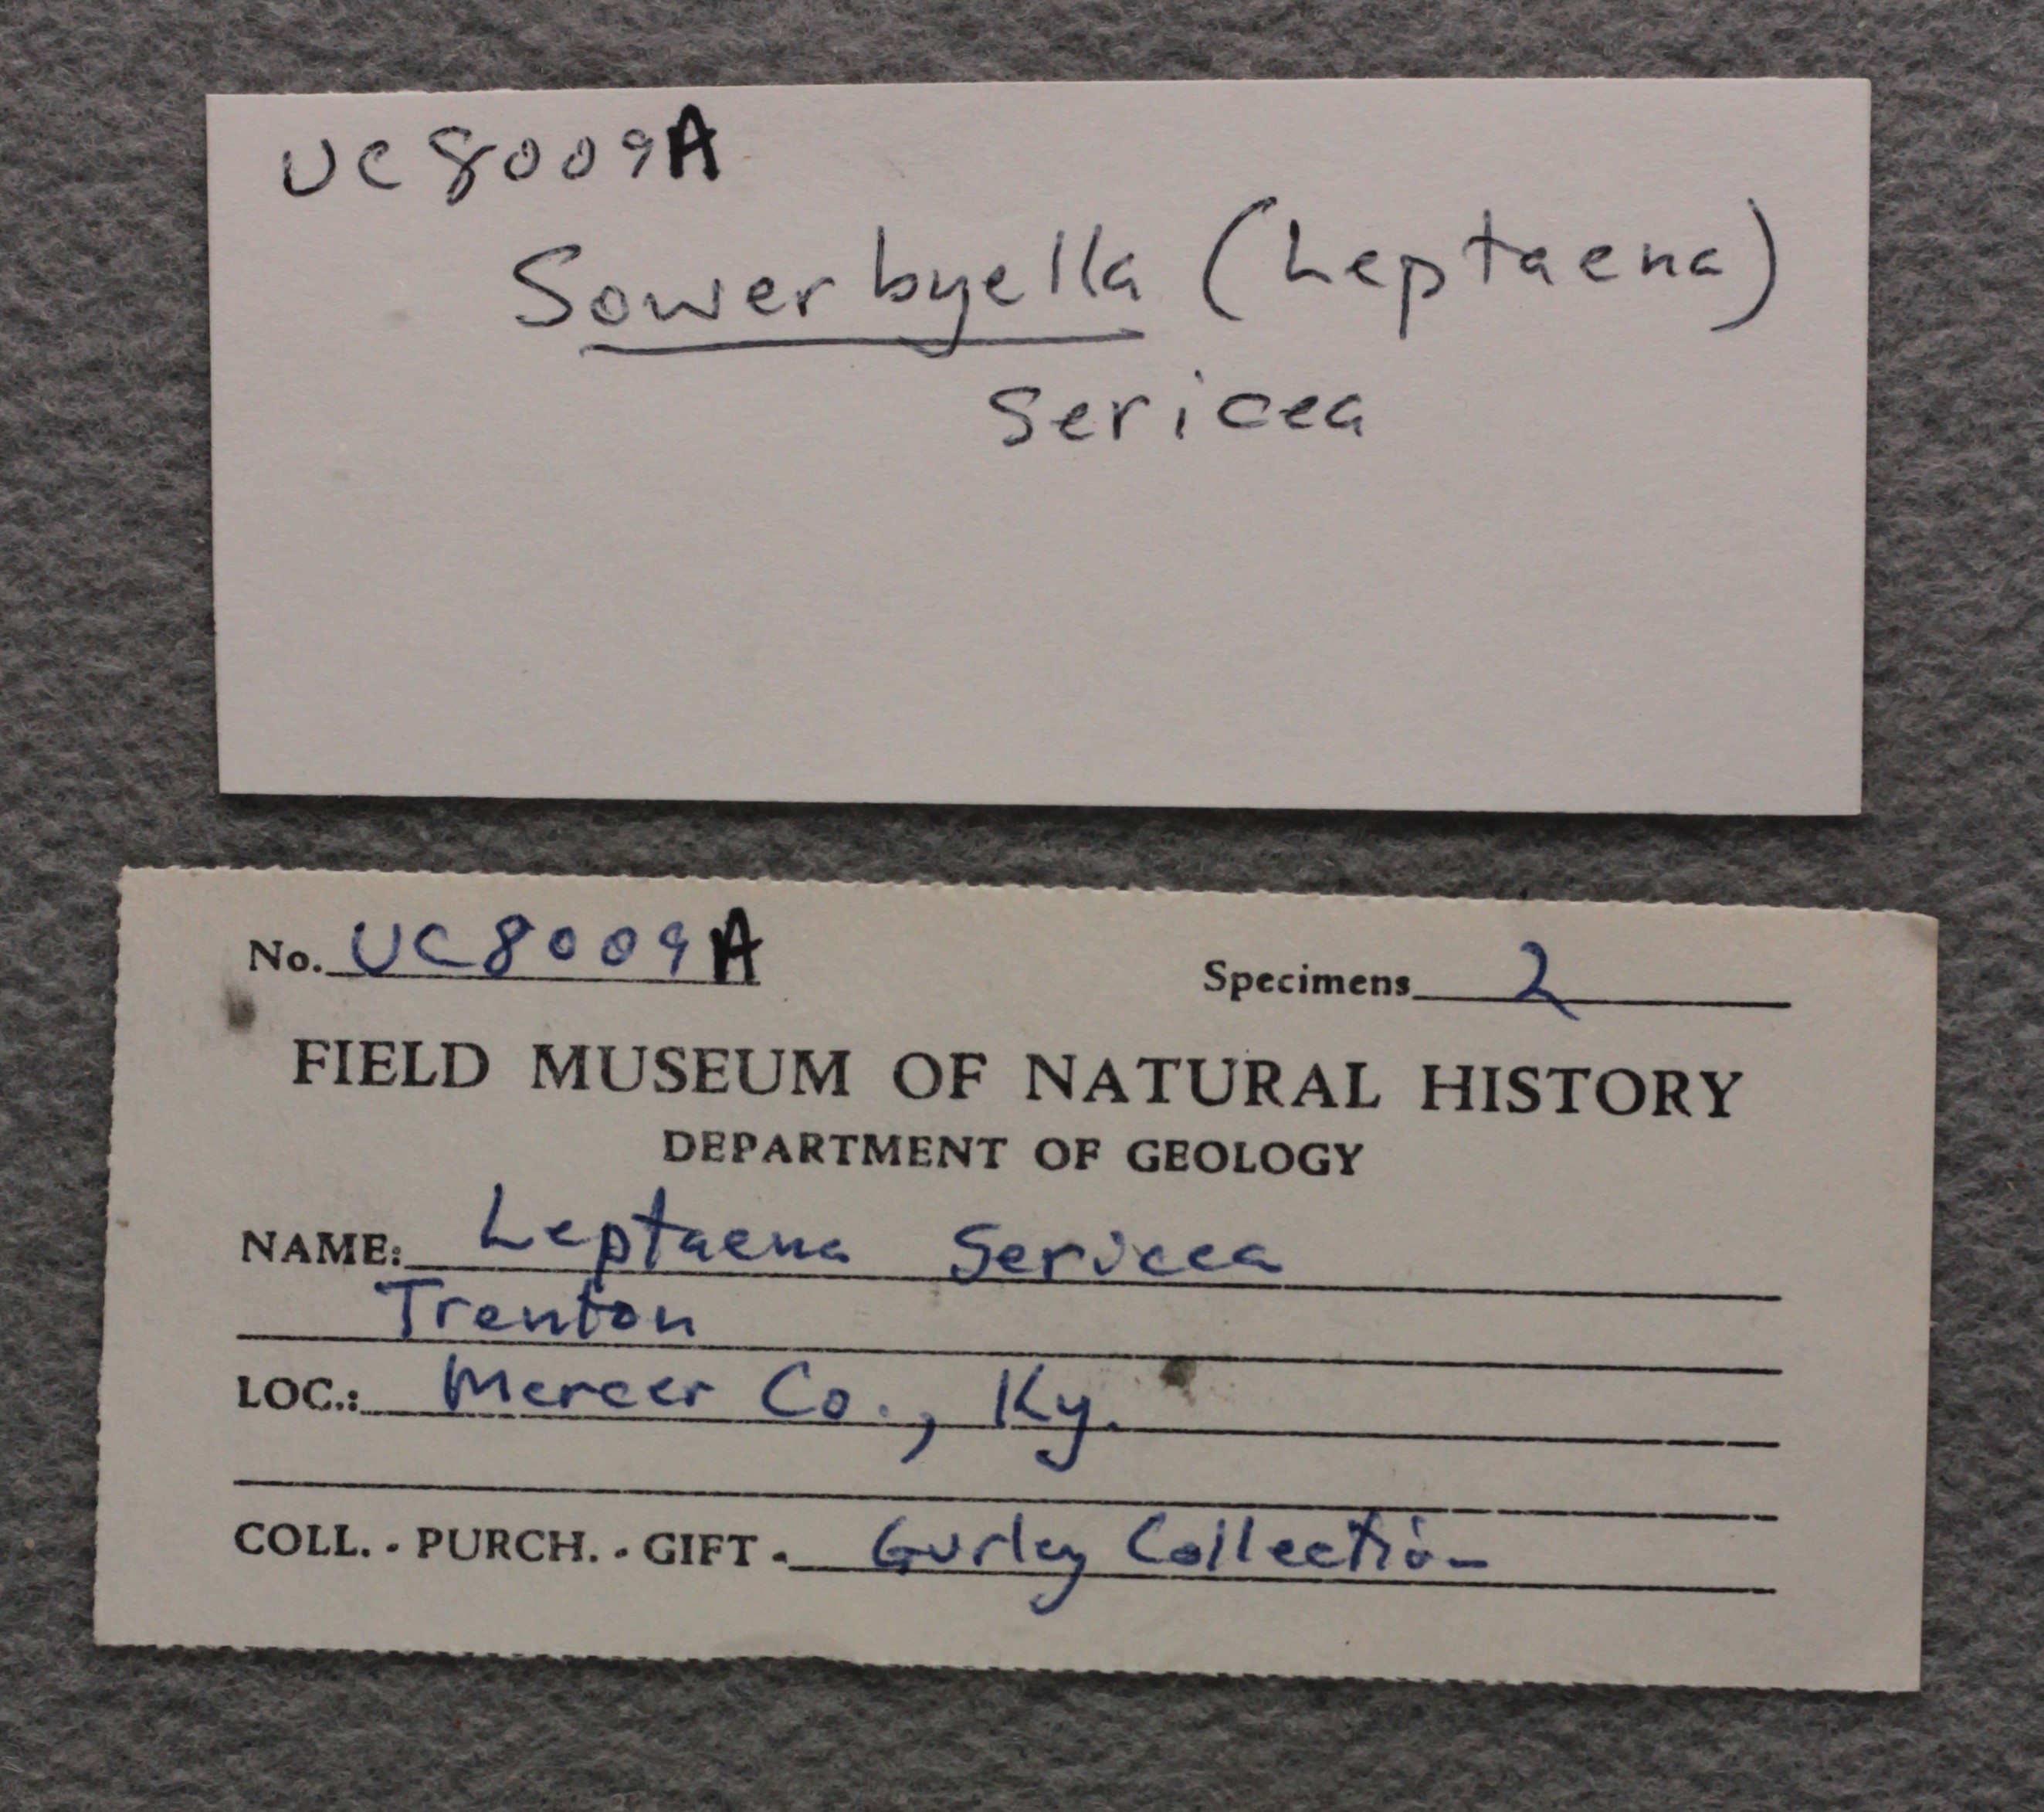 UC8009A
Sowerbyella (Leptaena)
sericea
No. UC8009A Specimens 2
FIELD MUSEUM OF NATURAL HISTORY
DEPARTMENT OF GEOLOGY
NAME: Leptaena Sericea
Trenton
LOC.: Mercer Co., Ky.
COLL. - PURCH. - GIFT - Gurley Collection